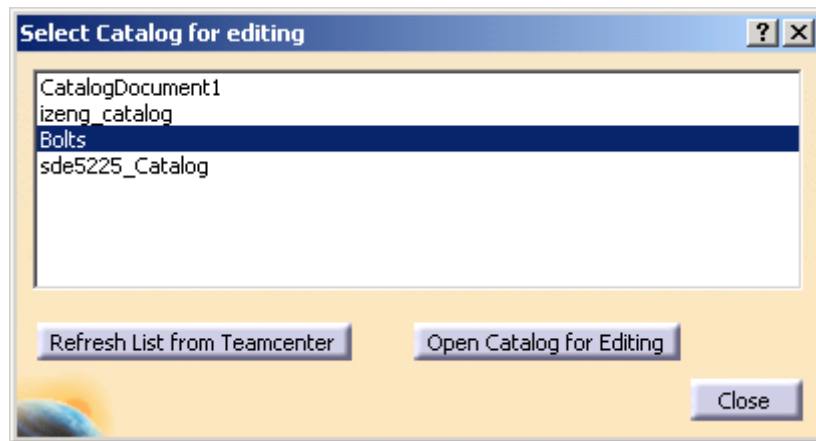 Select Catalog for editing
CatalogDocument1
izeng_catalog
Bolts
sde5225_Catalog
Refresh List from Teamcenter
Open Catalog for Editing
Close